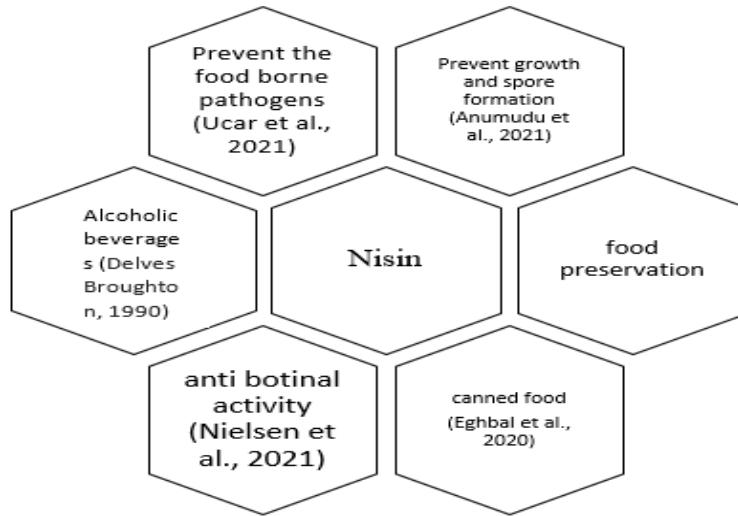 Prevent the
food borne
pathogens
(Ucar et al.,
2021)
Prevent growth
and spore
formation
(Anumudu et
al., 2021)
Alcoholic
beverage
s (Delves
Broughto
n, 1990)
Nisin
food
preservation
anti botinal
activity
(Nielsen et
al., 2021)
canned food
(Eghbal et al.,
2020)